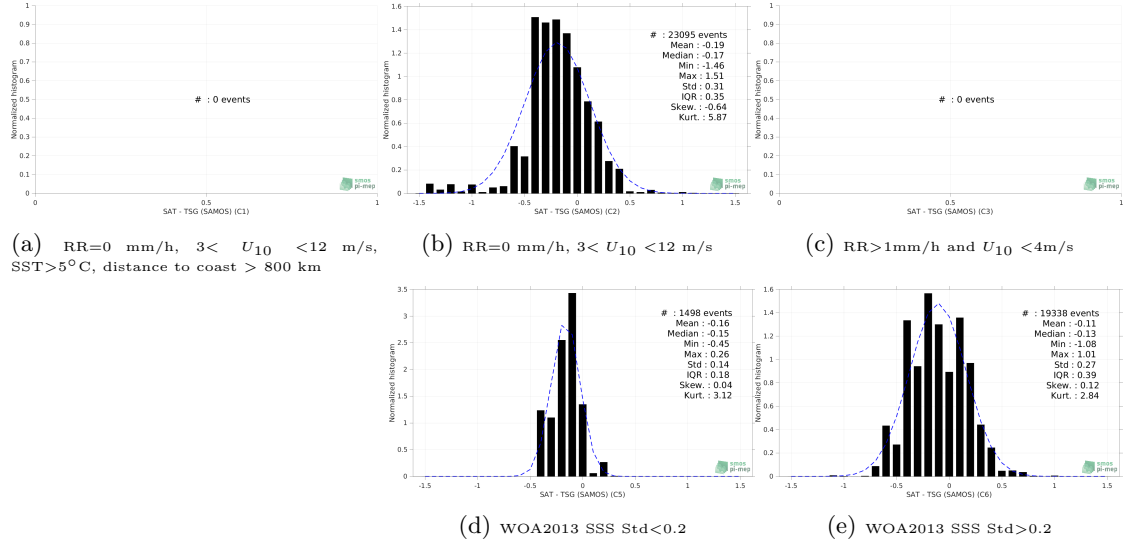 1
0.9
0.8
0.7
0.6
0.5
0.4
0.3
0.2
0.1
0
Normalized histogram
# : 0 events
smos
pi-mep
0 0.5 1
SAT - TSG (SAMOS) (C1)
(a) RR=0 mm/h, 3< U10 <12 m/s,
SST>5°C, distance to coast > 800 km
1.6
1.4
1.2
1
0.8
0.6
0.4
0.2
0
Normalized histogram
# : 23095 events
Mean : -0.19
Median : -0.17
Min : -1.46
Max : 1.51
Std : 0.31
IQR : 0.35
Skew. : -0.64
Kurt. : 5.87
smos
pi-mep
-1.5 -1 -0.5 0 0.5 1 1.5
SAT - TSG (SAMOS) (C2)
(b) RR=0 mm/h, 3< U10 <12 m/s
1
0.9
0.8
0.7
0.6
0.5
0.4
0.3
0.2
0.1
0
Normalized histogram
# : 0 events
smos
pi-mep
0 0.5 1
SAT - TSG (SAMOS) (C3)
(c) RR>1mm/h and U10 <4m/s
3.5
3
2.5
2
1.5
1
0.5
0
Normalized histogram
# : 1498 events
Mean : -0.16
Median : -0.15
Min : -0.45
Max : 0.26
Std : 0.14
IQR : 0.18
Skew. : 0.04
Kurt. : 3.12
smos
pi-mep
-1.5 -1 -0.5 0 0.5 1 1.5
SAT - TSG (SAMOS) (C5)
(d) WOA2013 SSS Std<0.2
1.6
1.4
1.2
1
0.8
0.6
0.4
0.2
0
Normalized histogram
# : 19338 events
Mean : -0.11
Median : -0.13
Min : -1.08
Max : 1.01
Std : 0.27
IQR : 0.39
Skew. : 0.12
Kurt. : 2.84
smos
pi-mep
-1.5 -1 -0.5 0 0.5 1 1.5
SAT - TSG (SAMOS) (C6)
(e) WOA2013 SSS Std>0.2